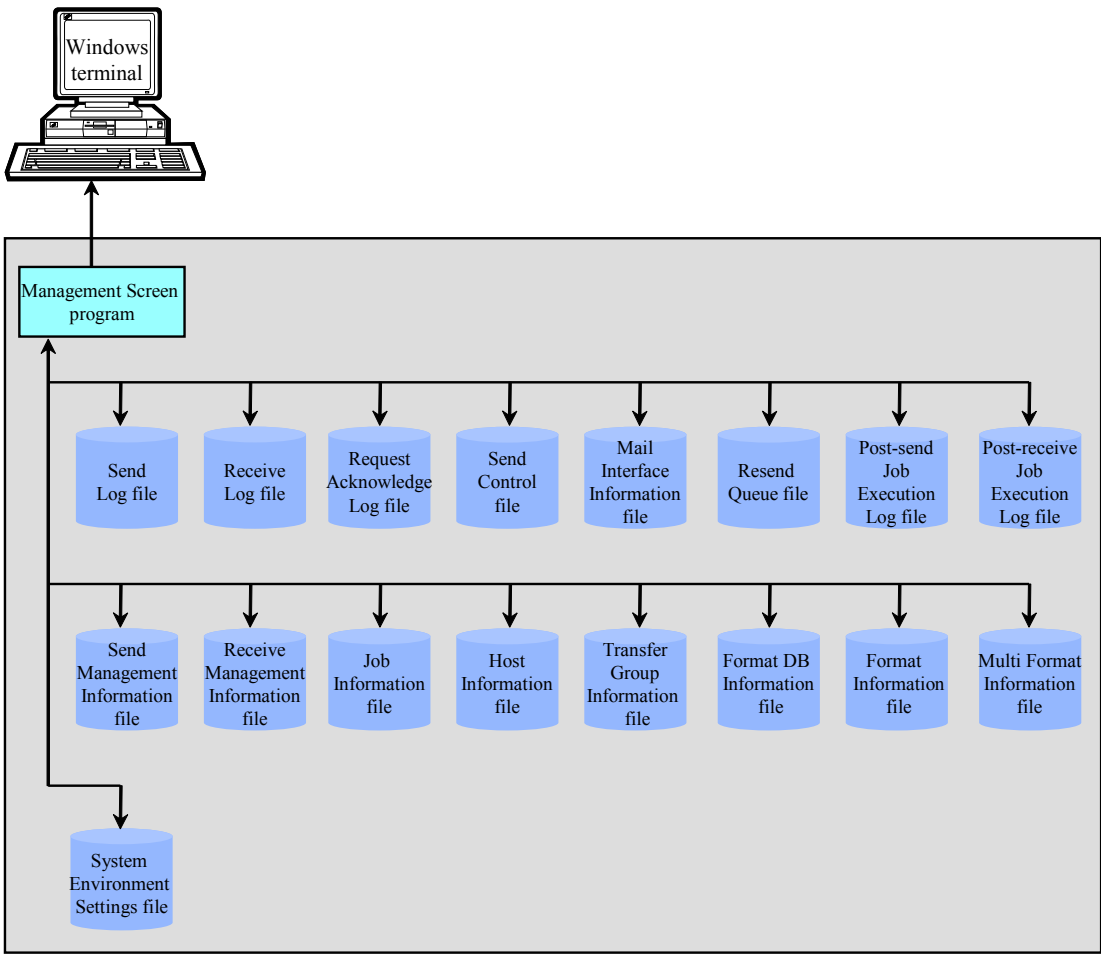 Windows
terminal
Management Screen
program
Send
Log file
Receive
Log file
Request
Acknowledge
Log file
Send
Control
file
Mail
Interface
Information
file
Resend
Queue file
Post-send
Job
Execution
Log file
Post-receive
Job
Execution
Log file
Send
Management
Information
file
Receive
Management
Information
file
Job
Information
file
Host
Information
file
Transfer
Group
Information
file
Format DB
Information
file
Format
Information
file
Multi Format
Information
file
System
Environment
Settings file